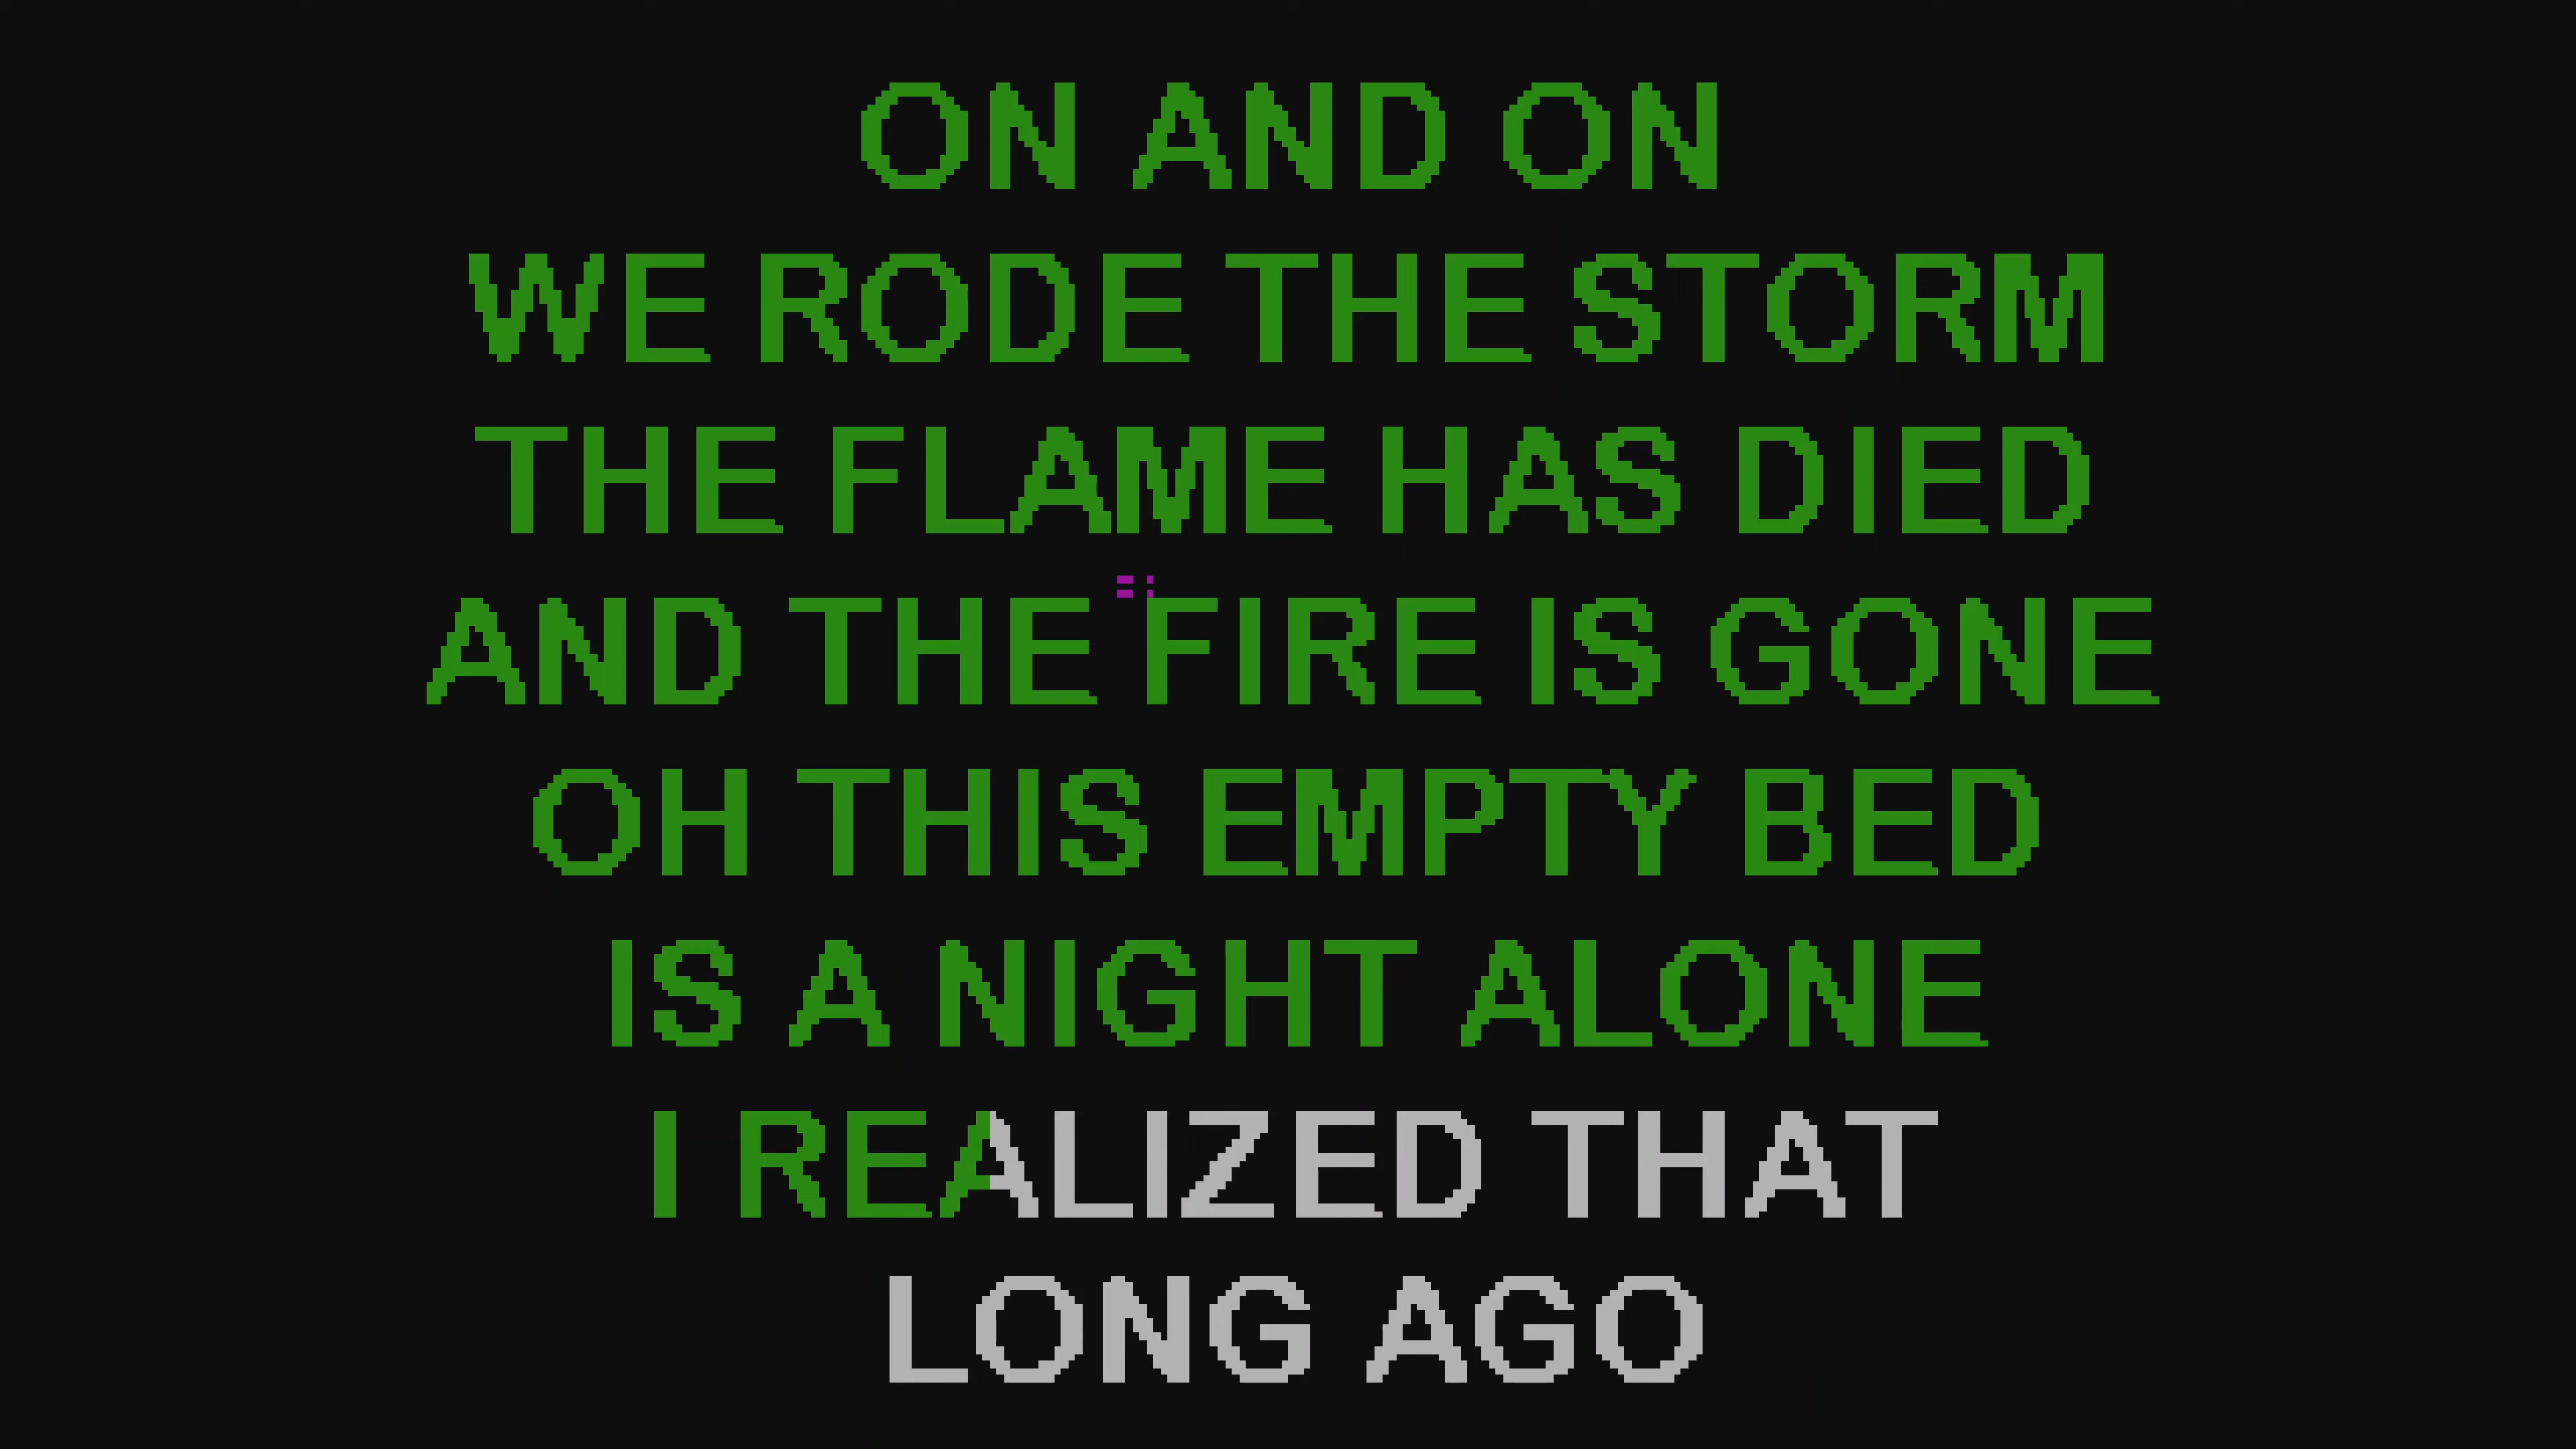 ON AND ON
WE RODE THE STORM
THE FLAME HAS DIED
AND THE FIRE IS GONE
OH THIS EMPTY BED
IS A NIGHT ALONE
I REALIZED THAT
LONG AGO